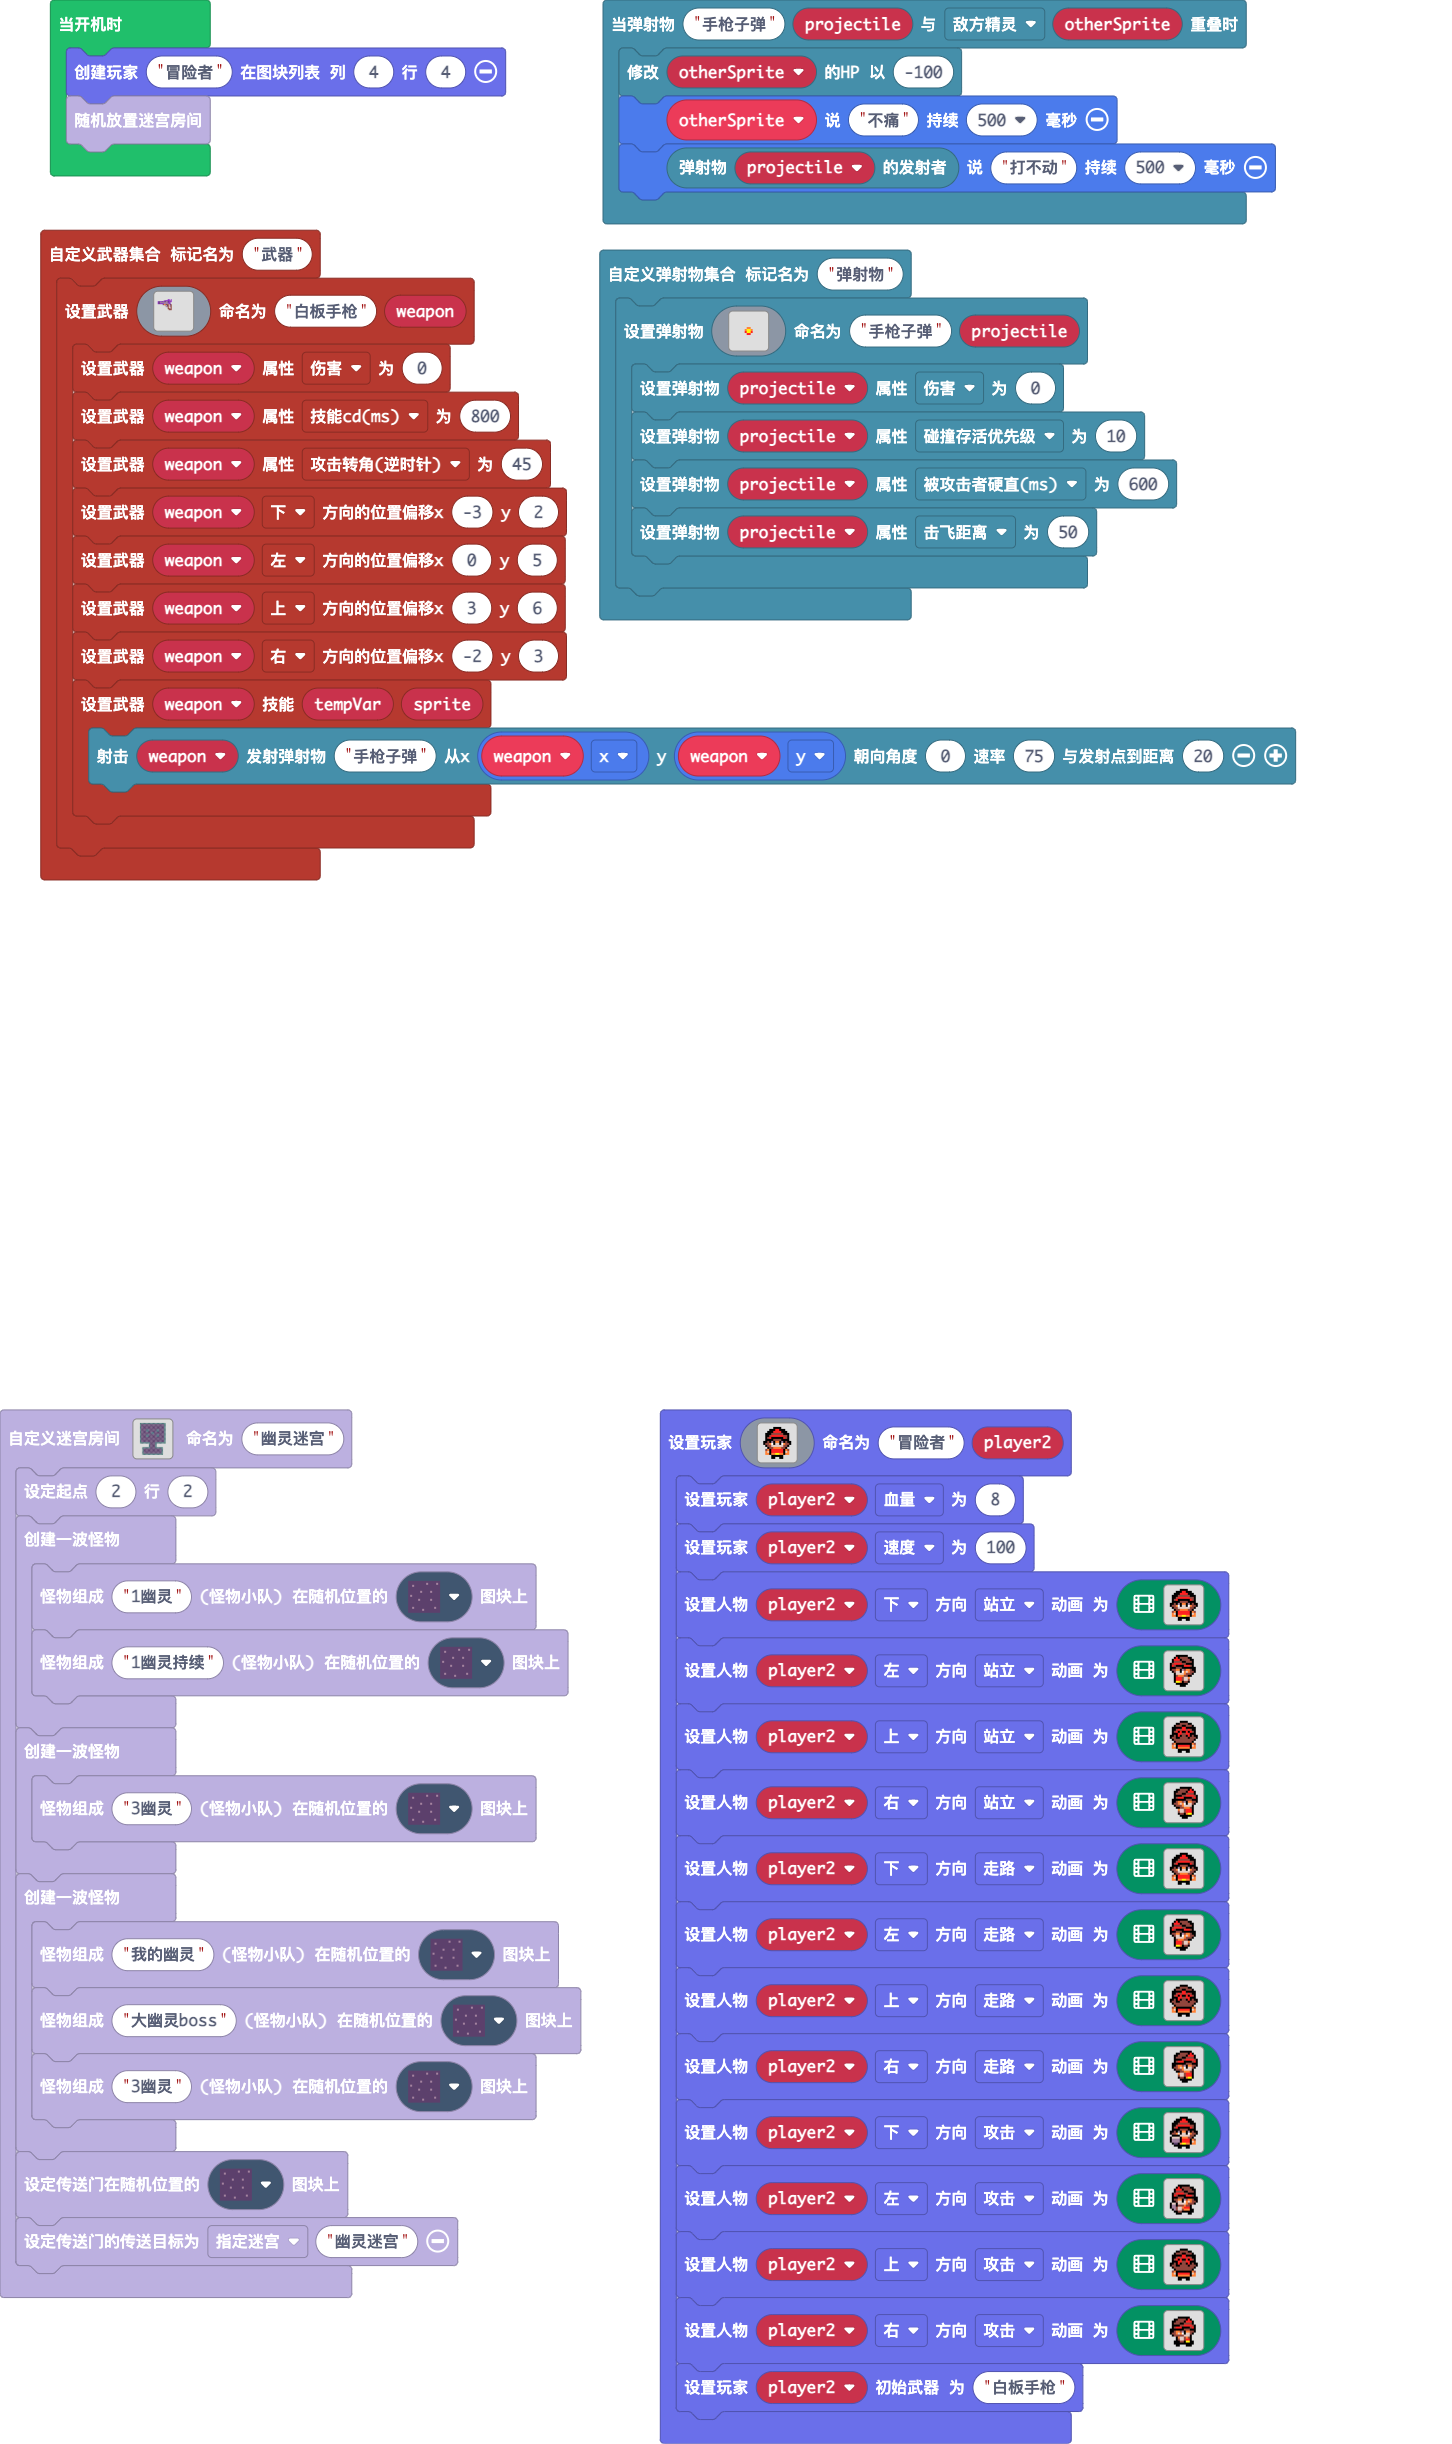 当开机时
创建玩家 "冒险者" 在图块列表 列 4 行 4
随机放置迷宫房间
当弹射物 "手枪子弹" projectile 与 敌方精灵 otherSprite 重叠时
修改 otherSprite 的HP 以 -100
otherSprite 说 "不痛" 持续 500 毫秒
弹射物 projectile 的发射者 说 "打不动" 持续 500 毫秒
自定义武器集合 标记名为 "武器"
设置武器 命名为 "白板手枪" weapon
设置武器 weapon 属性 伤害 为 0
设置武器 weapon 属性 技能cd(ms) 为 800
设置武器 weapon 属性 攻击转角(逆时针) 为 45
设置武器 weapon 下 方向的位置偏移x -3 y 2
设置武器 weapon 左 方向的位置偏移x 0 y 5
设置武器 weapon 上 方向的位置偏移x 3 y 6
设置武器 weapon 右 方向的位置偏移x -2 y 3
设置武器 weapon 技能 tempVar sprite
射击 weapon 发射弹射物 "手枪子弹" 从x weapon x y weapon y 朝向角度 0 速率 75 与发射点到距离 20
自定义弹射物集合 标记名为 "弹射物"
设置弹射物 命名为 "手枪子弹" projectile
设置弹射物 projectile 属性 伤害 为 0
设置弹射物 projectile 属性 碰撞存活优先级 为 10
设置弹射物 projectile 属性 被攻击者硬直(ms) 为 600
设置弹射物 projectile 属性 击飞距离 为 50
自定义迷宫房间 命名为 "幽灵迷宫"
设定起点 2 行 2
创建一波怪物
怪物组成 "1幽灵" (怪物小队) 在随机位置的 图块上
怪物组成 "1幽灵持续" (怪物小队) 在随机位置的 图块上
创建一波怪物
怪物组成 "3幽灵" (怪物小队) 在随机位置的 图块上
创建一波怪物
怪物组成 "我的幽灵" (怪物小队) 在随机位置的 图块上
怪物组成 "大幽灵boss" (怪物小队) 在随机位置的 图块上
怪物组成 "3幽灵" (怪物小队) 在随机位置的 图块上
设定传送门在随机位置的 图块上
设定传送门的传送目标为 指定迷宫 "幽灵迷宫"
设置玩家 命名为 "冒险者" player2
设置玩家 player2 血量 为 8
设置玩家 player2 速度 为 100
设置人物 player2 下 方向 站立 动画 为
设置人物 player2 左 方向 站立 动画 为
设置人物 player2 上 方向 站立 动画 为
设置人物 player2 右 方向 站立 动画 为
设置人物 player2 下 方向 走路 动画 为
设置人物 player2 左 方向 走路 动画 为
设置人物 player2 上 方向 走路 动画 为
设置人物 player2 右 方向 走路 动画 为
设置人物 player2 下 方向 攻击 动画 为
设置人物 player2 左 方向 攻击 动画 为
设置人物 player2 上 方向 攻击 动画 为
设置人物 player2 右 方向 攻击 动画 为
设置玩家 player2 初始武器 为 "白板手枪"